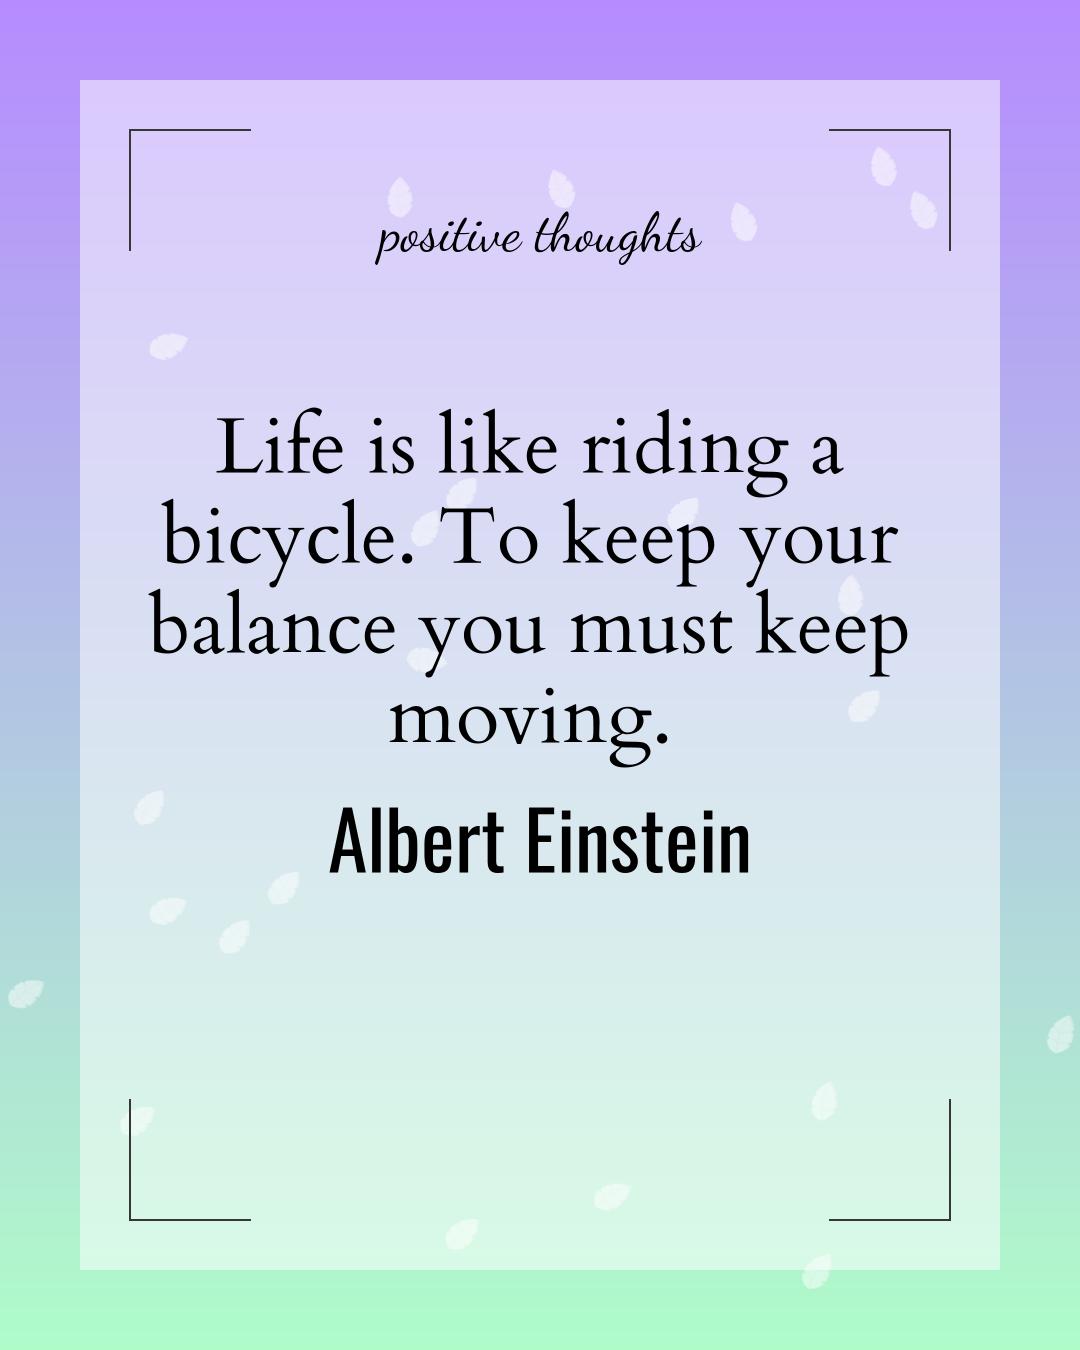 positive thoughts
Life is like riding a
bicycle. To keep your
balance you must keep
moving.
Albert Einstein